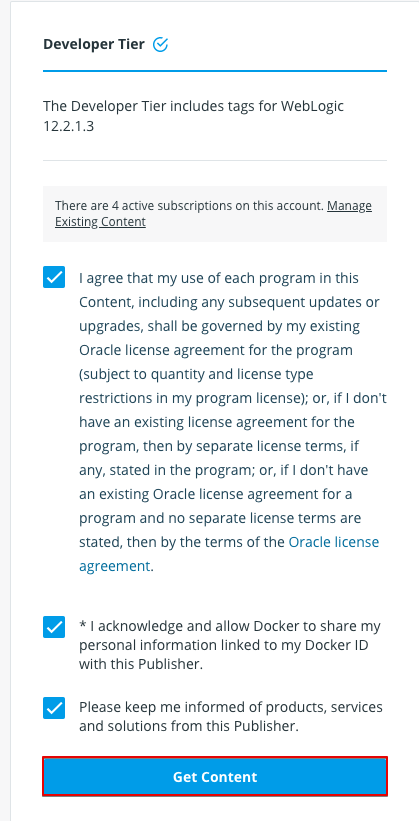 Developer Tier
The Developer Tier includes tags for WebLogic
12.2.1.3
There are 4 active subscriptions on this account. Manage
Existing Content
I agree that my use of each program in this
Content, including any subsequent updates or
upgrades, shall be governed by my existing
Oracle license agreement for the program
(subject to quantity and license type
restrictions in my program license); or, if I don't
have an existing license agreement for the
program, then by separate license terms, if
any, stated in the program; or, if I don't have
an existing Oracle license agreement for a
program and no separate license terms are
stated, then by the terms of the Oracle license
agreement.
* I acknowledge and allow Docker to share my
personal information linked to my Docker ID
with this Publisher.
Please keep me informed of products, services
and solutions from this Publisher.
Get Content